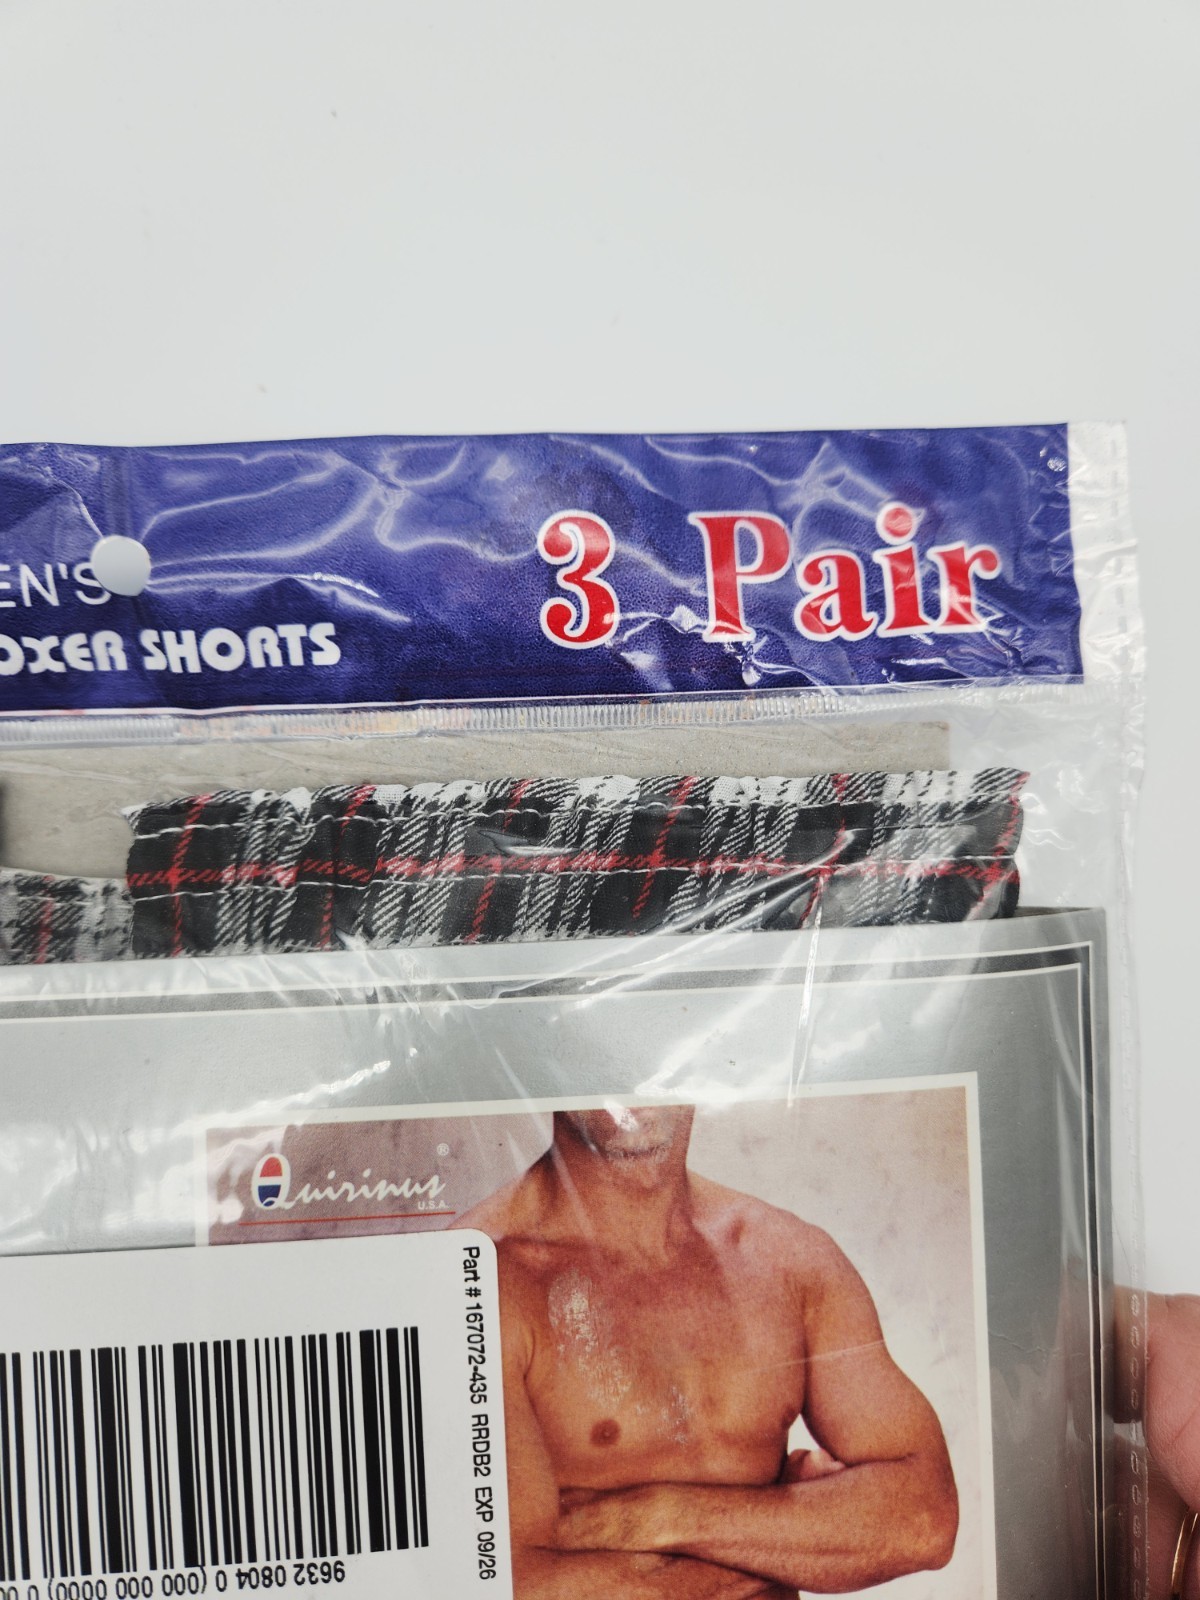 EN'S
OXER SHORTS
3 Pair
Quirinus®
U.S.A.
Part # 167072-435 RRDB2 EXP 09/26
9632 0804 0 (000 000 0000) 0 00